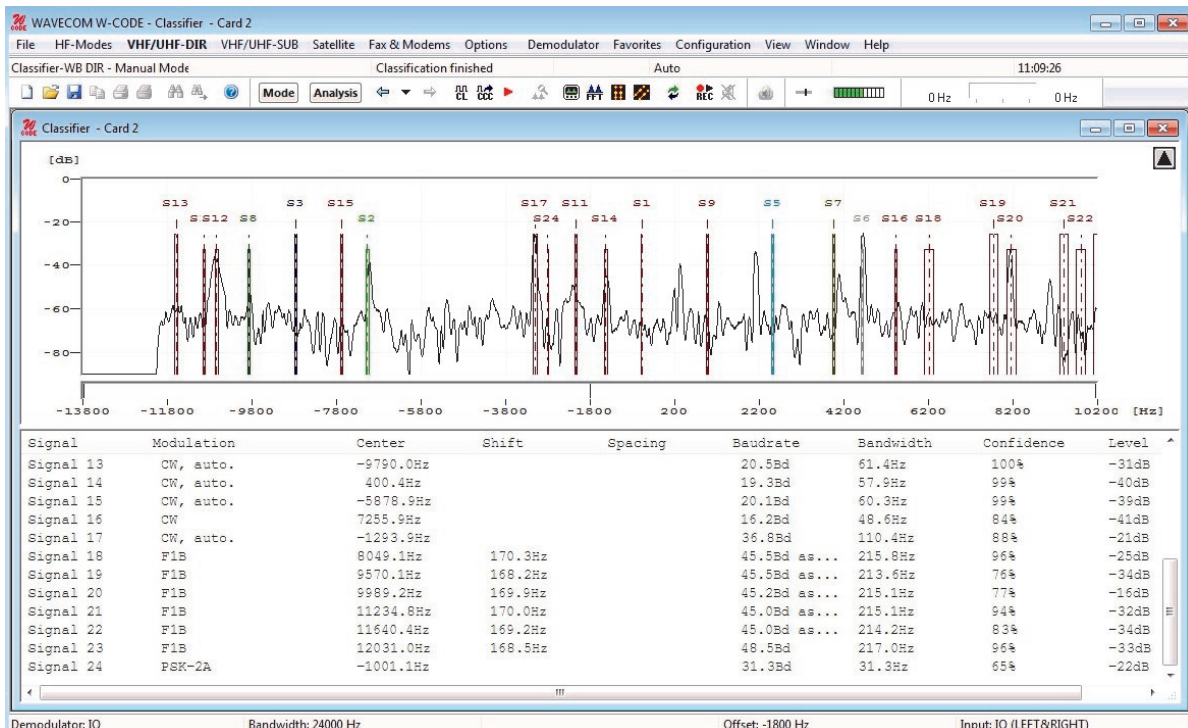 WAVECOM W-CODE - Classifier - Card 2
File HF-Modes VHF/UHF-DIR VHF/UHF-SUB Satellite Fax & Modems Options Demodulator Favorites Configuration View Window Help
Classifier-WB DIR - Manual Mode Classification finished Auto 11:09:26
Mode Analysis CL CCC REC 0 Hz 0 Hz
Classifier - Card 2
[dB]
0
S13 S3 S15 S17 S11 S1 S9 S5 S7 S19 S21
-20 S S12 S8 S2 S24 S14 S6 S16 S18 S20 S22
-40
-60
-80
-13800 -11800 -9800 -7800 -5800 -3800 -1800 200 2200 4200 6200 8200 10200 [Hz]
Signal Modulation Center Shift Spacing Baudrate Bandwidth Confidence Level
Signal 13 CW, auto. -9790.0Hz 20.5Bd 61.4Hz 100% -31dB
Signal 14 CW, auto. 400.4Hz 19.3Bd 57.9Hz 99% -40dB
Signal 15 CW, auto. -5878.9Hz 20.1Bd 60.3Hz 99% -39dB
Signal 16 CW 7255.9Hz 16.2Bd 48.6Hz 84% -41dB
Signal 17 CW, auto. -1293.9Hz 36.8Bd 110.4Hz 88% -21dB
Signal 18 F1B 8049.1Hz 170.3Hz 45.5Bd as... 215.8Hz 96% -25dB
Signal 19 F1B 9570.1Hz 168.2Hz 45.5Bd as... 213.6Hz 76% -34dB
Signal 20 F1B 9989.2Hz 169.9Hz 45.2Bd as... 215.1Hz 77% -16dB
Signal 21 F1B 11234.8Hz 170.0Hz 45.0Bd as... 215.1Hz 94% -32dB
Signal 22 F1B 11640.4Hz 169.2Hz 45.0Bd as... 214.2Hz 83% -34dB
Signal 23 F1B 12031.0Hz 168.5Hz 48.5Bd 217.0Hz 96% -33dB
Signal 24 PSK-2A -1001.1Hz 31.3Bd 31.3Hz 65% -22dB
Demodulator: IQ Bandwidth: 24000 Hz Offset: -1800 Hz Input: IQ (LEFT&RIGHT)